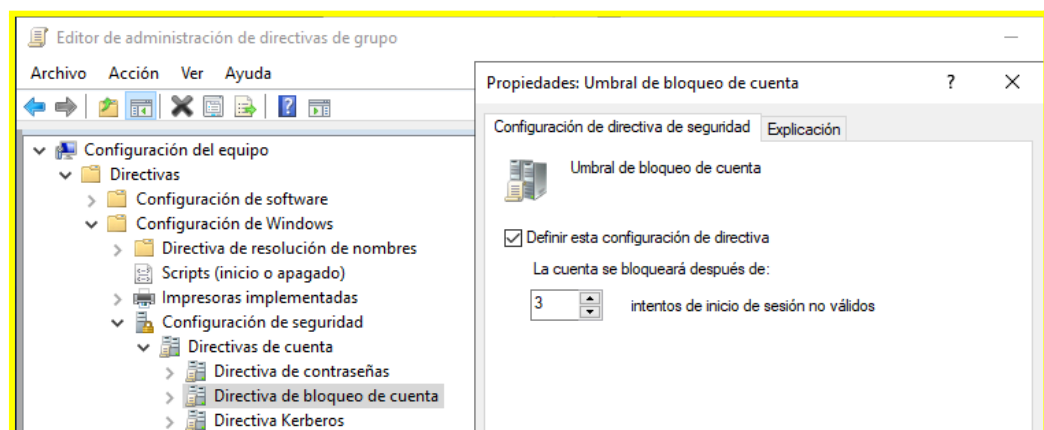 Editor de administración de directivas de grupo
Archivo Acción Ver Ayuda
Configuración del equipo
Directivas
Configuración de software
Configuración de Windows
Directiva de resolución de nombres
Scripts (inicio o apagado)
Impresoras implementadas
Configuración de seguridad
Directivas de cuenta
Directiva de contraseñas
Directiva de bloqueo de cuenta
Directiva Kerberos
Propiedades: Umbral de bloqueo de cuenta
Configuración de directiva de seguridad Explicación
Umbral de bloqueo de cuenta
Definir esta configuración de directiva
La cuenta se bloqueará después de:
3 intentos de inicio de sesión no válidos